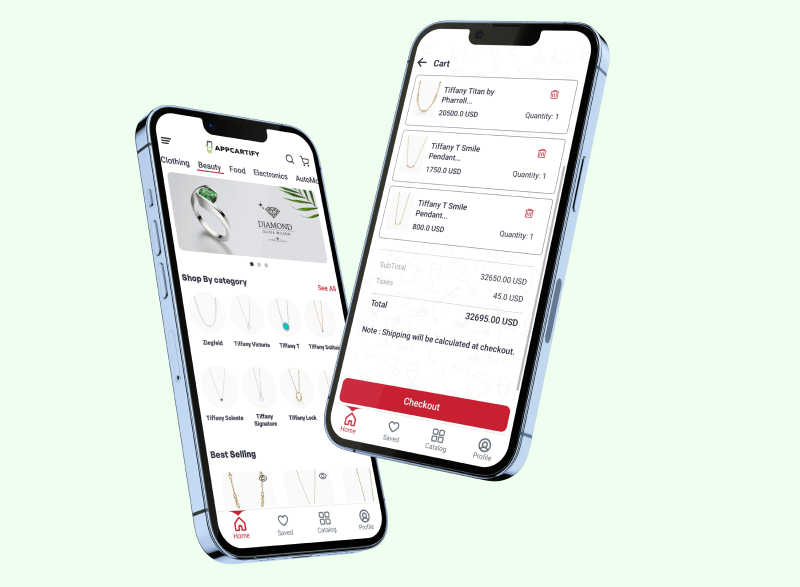 APPCARTIFY
Clothing
Beauty
Food
Electronics
AutoMo
DIAMOND
OLIVIA WILSON
Shop By category
See All
Ziegfeld
Tiffany Victoria
Tiffany T
Tiffany Solitair
Tiffany Soleste
Tiffany
Signature
Tiffany Lock
Best Selling
Home
Saved
Catalog
Profile
Cart
Tiffany Titan by
Pharrell...
20500.0 USD
Quantity: 1
Tiffany T Smile
Pendant...
1750.0 USD
Quantity: 1
Tiffany T Smile
Pendant...
800.0 USD
Quantity: 1
SubTotal
32650.00 USD
Taxes
45.0 USD
Total
32695.00 USD
Note : Shipping will be calculated at checkout.
Checkout
Home
Saved
Catalog
Profile